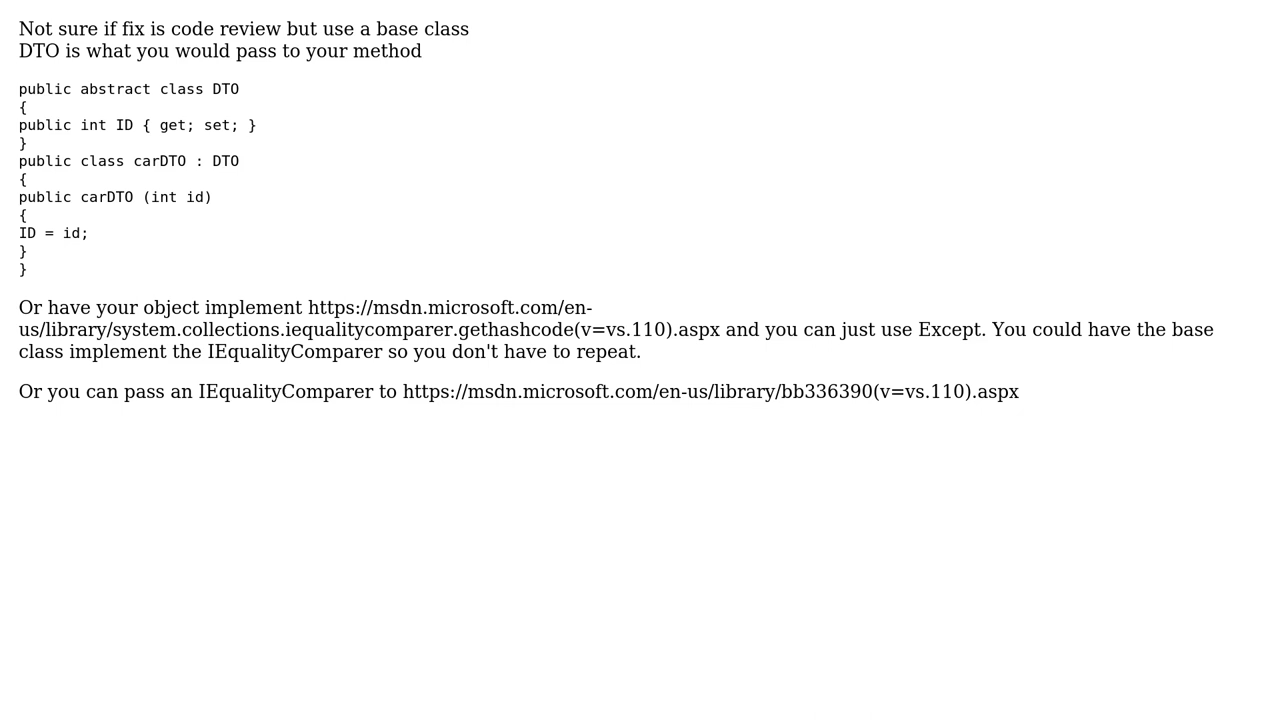 Not sure if fix is code review but use a base class
DTO is what you would pass to your method
public abstract class DTO
{
public int ID { get; set; }
}
public class carDTO : DTO
{
public carDTO (int id)
{
ID = id;
}
}
Or have your object implement https://msdn.microsoft.com/en-
us/library/system.collections.iequalitycomparer.gethashcode(v=vs.110).aspx and you can just use Except. You could have the base
class implement the IEqualityComparer so you don't have to repeat.
Or you can pass an IEqualityComparer to https://msdn.microsoft.com/en-us/library/bb336390(v=vs.110).aspx